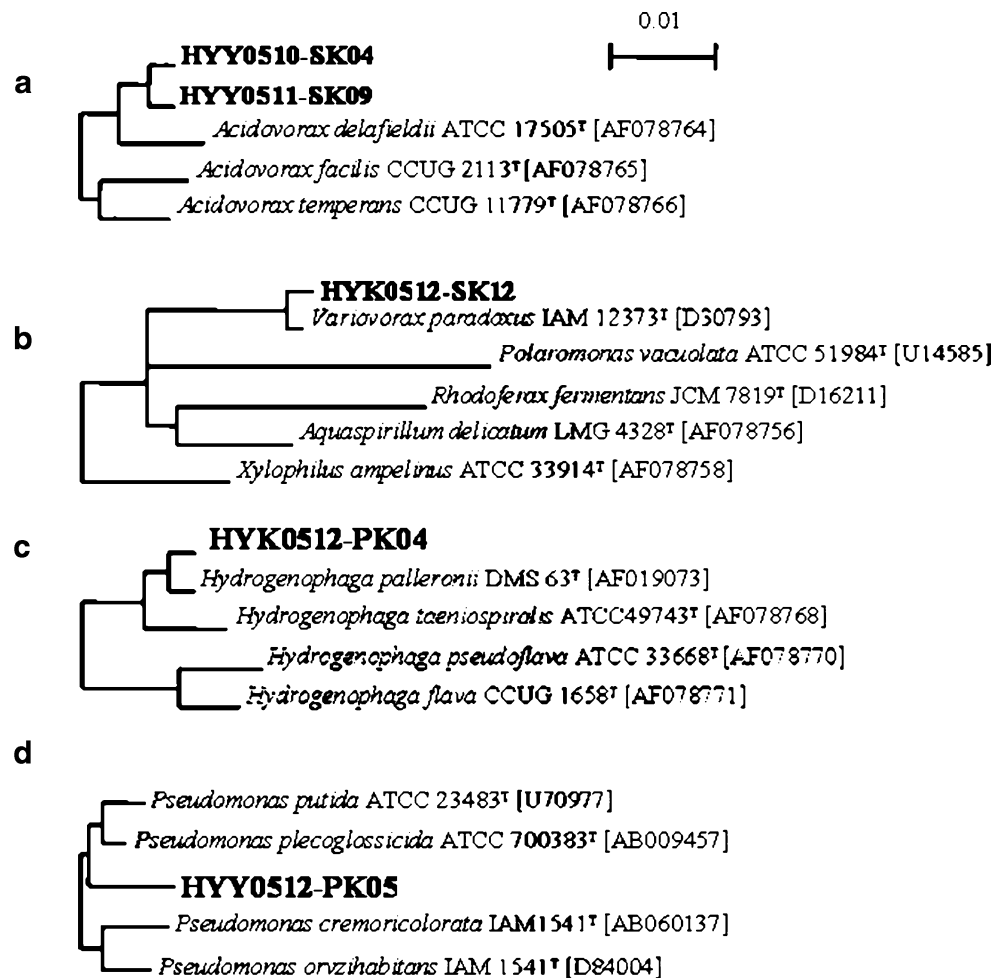 0.01
a
HYY0510-SK04
HYY0511-SK09
Acidovorax delafieldii ATCC 17505ᵀ [AF078764]
Acidovorax facilis CCUG 2113ᵀ [AF078765]
Acidovorax temperans CCUG 11779ᵀ [AF078766]
b
HYK0512-SK12
Variovorax paradoxus IAM 12373ᵀ [D30793]
Polaromonas vacuolata ATCC 51984ᵀ [U14585]
Rhodoferax fermentans JCM 7819ᵀ [D16211]
Aquaspirillum delicatum LMG 4328ᵀ [AF078756]
Xylophilus ampelinus ATCC 33914ᵀ [AF078758]
c
HYK0512-PK04
Hydrogenophaga palleronii DMS 63ᵀ [AF019073]
Hydrogenophaga taeniospiralis ATCC49743ᵀ [AF078768]
Hydrogenophaga pseudoflava ATCC 33668ᵀ [AF078770]
Hydrogenophaga flava CCUG 1658ᵀ [AF078771]
d
Pseudomonas putida ATCC 23483ᵀ [U70977]
Pseudomonas plecoglossicida ATCC 700383ᵀ [AB009457]
HYY0512-PK05
Pseudomonas cremoricolorata IAM1541ᵀ [AB060137]
Pseudomonas oryzihabitans IAM 1541ᵀ [D84004]